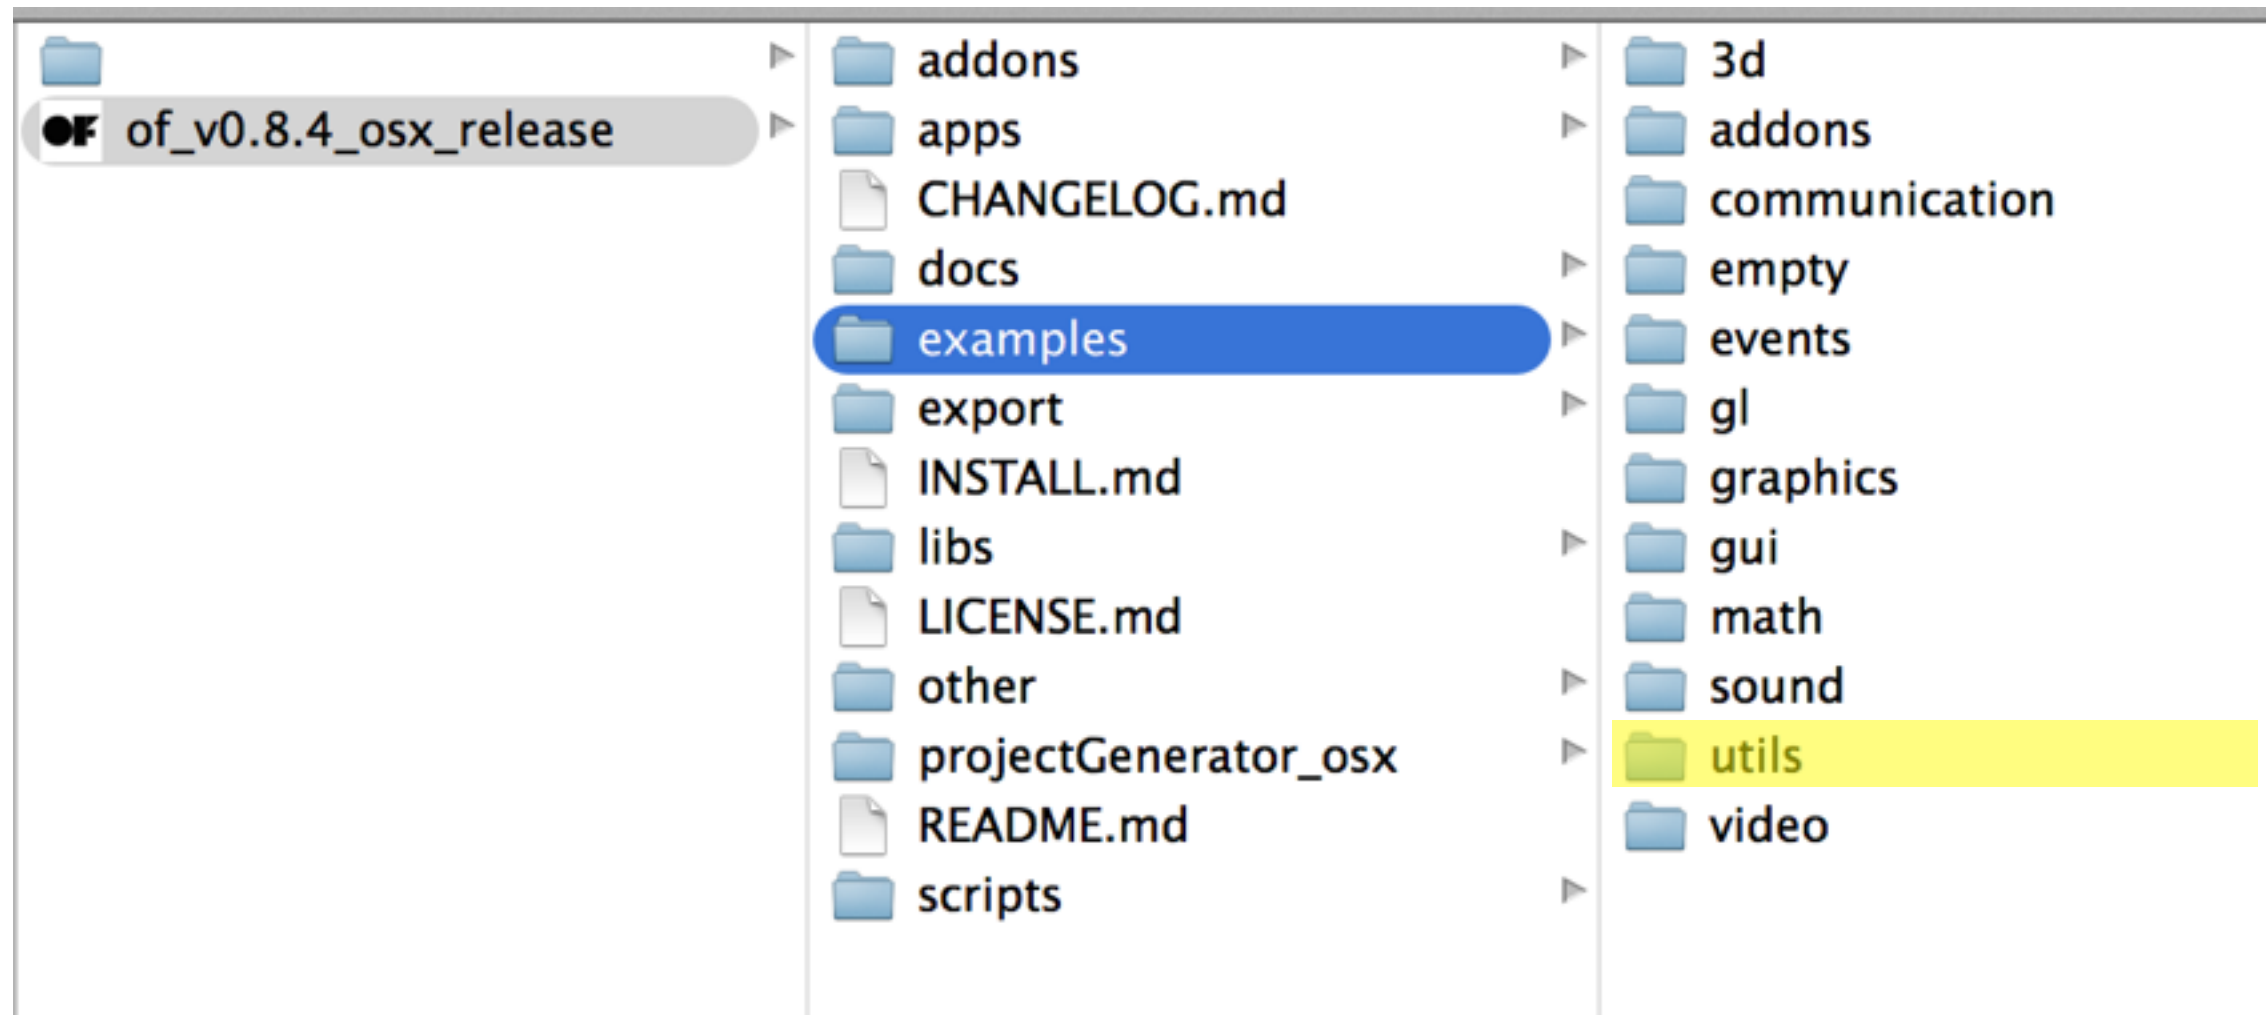 OF of_v0.8.4_osx_release
addons
apps
CHANGELOG.md
docs
examples
export
INSTALL.md
libs
LICENSE.md
other
projectGenerator_osx
README.md
scripts
3d
addons
communication
empty
events
gl
graphics
gui
math
sound
utils
video